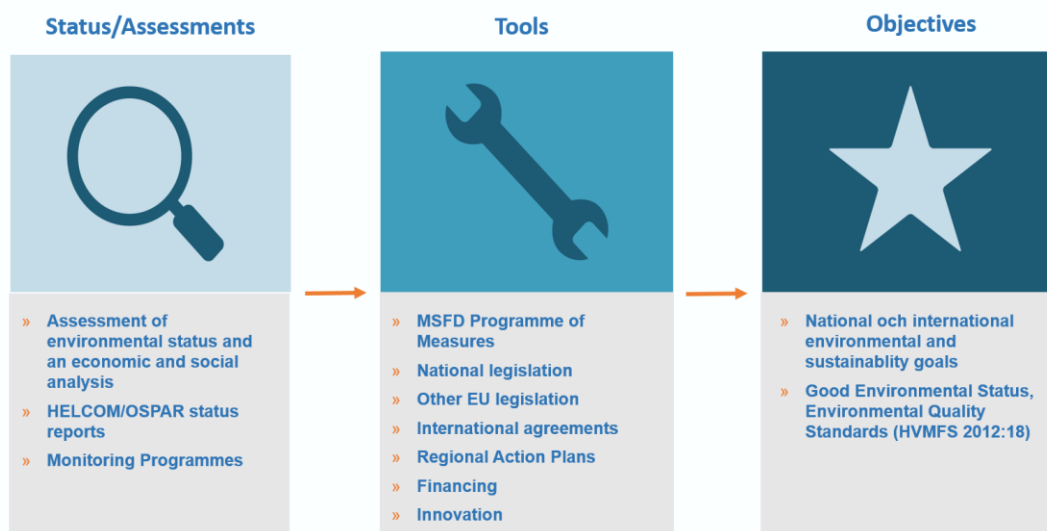 Status/Assessments
» Assessment of
environmental status and
an economic and social
analysis
» HELCOM/OSPAR status
reports
» Monitoring Programmes
Tools
» MSFD Programme of
Measures
» National legislation
» Other EU legislation
» International agreements
» Regional Action Plans
» Financing
» Innovation
Objectives
» National och international
environmental and
sustainablity goals
» Good Environmental Status,
Environmental Quality
Standards (HVMFS 2012:18)